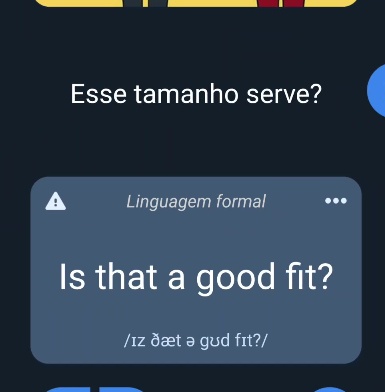 Esse tamanho serve?
Linguagem formal
Is that a good fit?
/ɪz ðæt ə gʊd fɪt?/